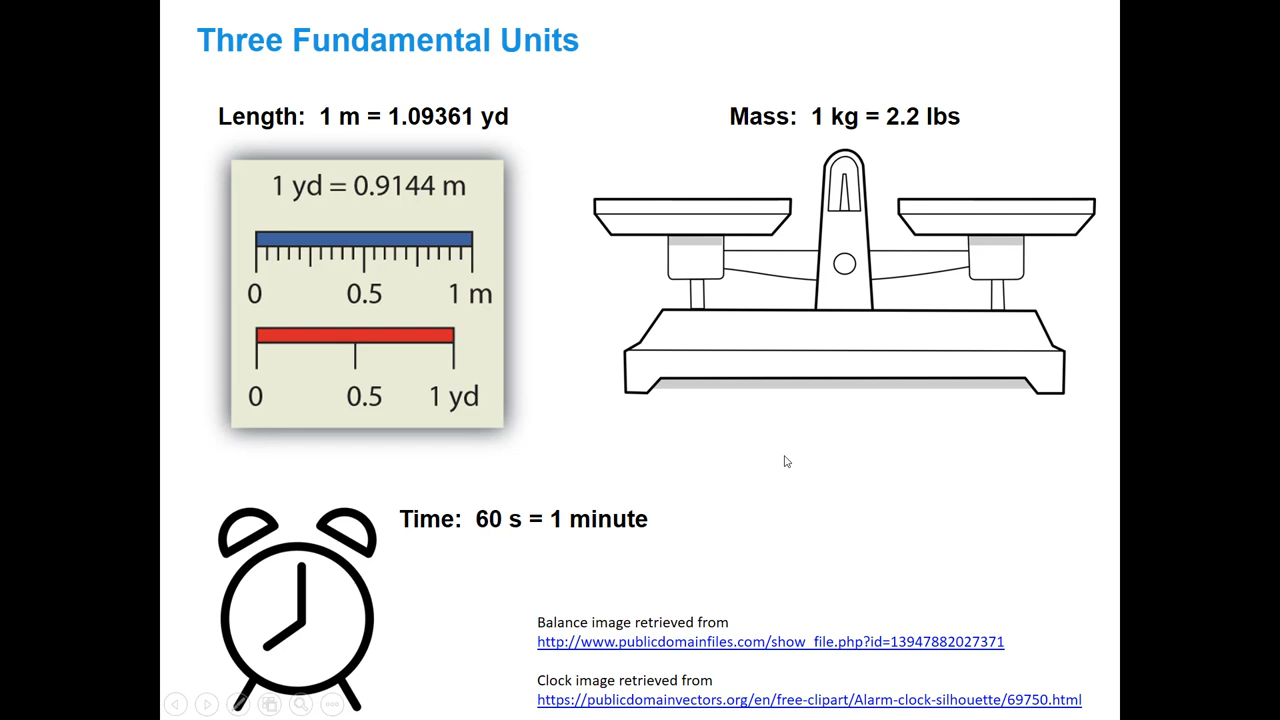 Three Fundamental Units
Length:  1 m = 1.09361 yd
1 yd = 0.9144 m
0 0.5 1 m
0 0.5 1 yd
Mass:  1 kg = 2.2 lbs
Time:  60 s = 1 minute
Balance image retrieved from
http://www.publicdomainfiles.com/show_file.php?id=13947882027371
Clock image retrieved from
https://publicdomainvectors.org/en/free-clipart/Alarm-clock-silhouette/69750.html